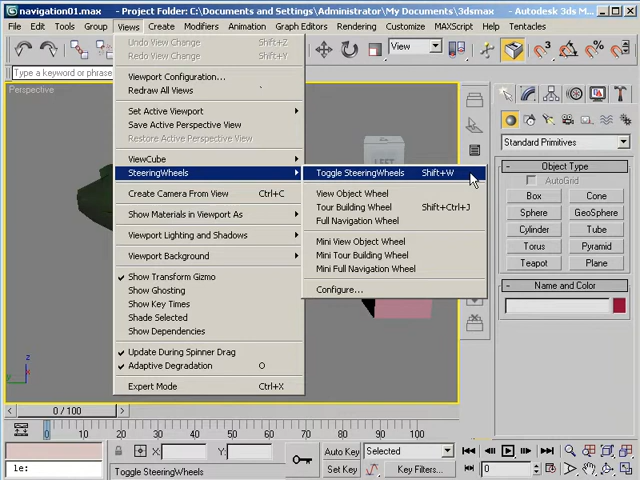 navigation01.max - Project Folder: C:\Documents and Settings\Administrator\My Documents\3dsmax - Autodesk 3ds M
File Edit Tools Group Views Create Modifiers Animation Graph Editors Rendering Customize MAXScript Help Tentacles
Undo View Change Shift+Z
Redo View Change Shift+Y
View
Type a keyword or phrase
Perspective
Viewport Configuration...
Redraw All Views
Set Active Viewport
Save Active Perspective View
Restore Active Perspective View
ViewCube
SteeringWheels
Create Camera From View Ctrl+C
Show Materials in Viewport As
Viewport Lighting and Shadows
Viewport Background
Show Transform Gizmo
Show Ghosting
Show Key Times
Shade Selected
Show Dependencies
Update During Spinner Drag
Adaptive Degradation O
Expert Mode Ctrl+X
Toggle SteeringWheels Shift+W
View Object Wheel
Tour Building Wheel Shift+Ctrl+J
Full Navigation Wheel
Mini View Object Wheel
Mini Tour Building Wheel
Mini Full Navigation Wheel
Configure...
LEFT
Standard Primitives
- Object Type
AutoGrid
Box Cone
Sphere GeoSphere
Cylinder Tube
Torus Pyramid
Teapot Plane
- Name and Color
z
y
x
0 / 100
0 10 20 30 40 50 60 70 80 90 100
X: Y:
Auto Key Selected
Set Key Key Filters...
0
1e:
Toggle SteeringWheels